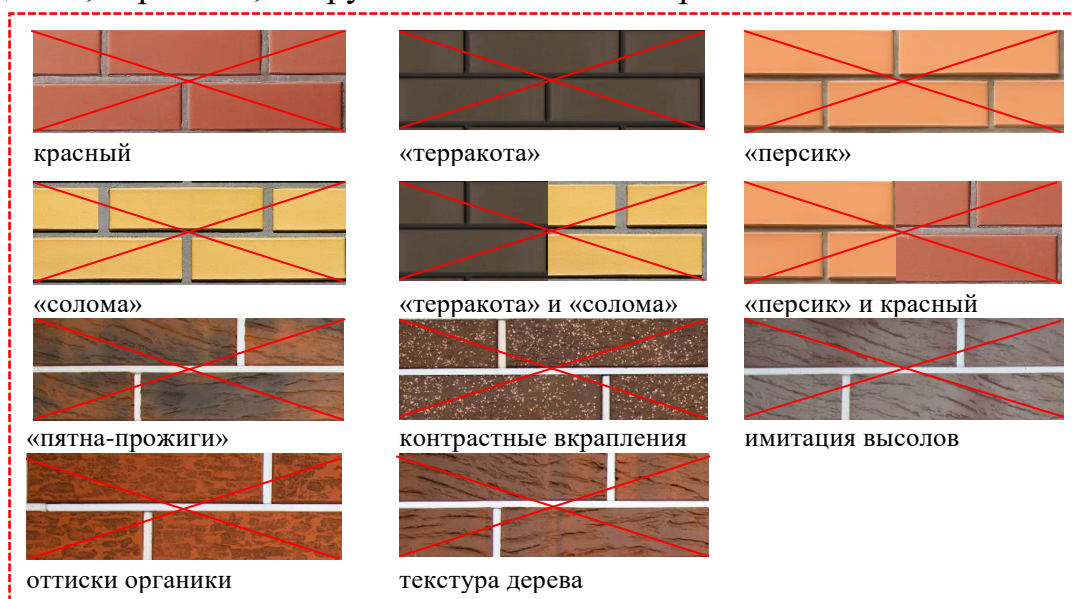 красный «терракота» «персик»
«солома» «терракота» и «солома» «персик» и красный
«пятна-прожиги» контрастные вкрапления имитация высолов
оттиски органики текстура дерева